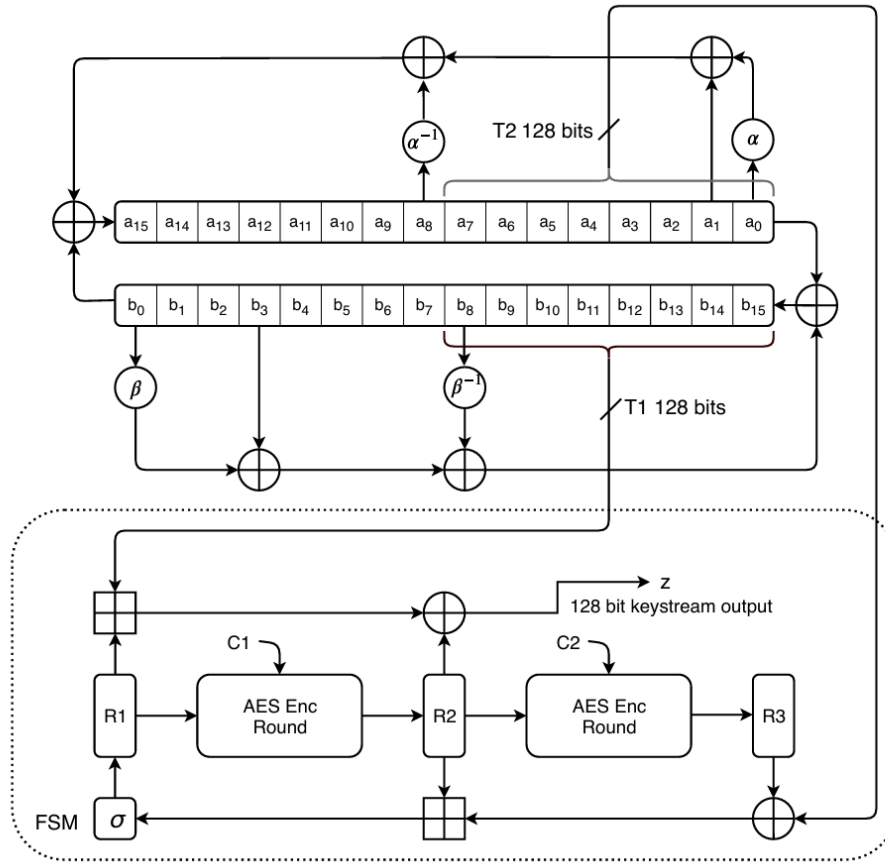 T2 128 bits
α⁻¹
α
a₁₅ a₁₄ a₁₃ a₁₂ a₁₁ a₁₀ a₉ a₈ a₇ a₆ a₅ a₄ a₃ a₂ a₁ a₀
b₀ b₁ b₂ b₃ b₄ b₅ b₆ b₇ b₈ b₉ b₁₀ b₁₁ b₁₂ b₁₃ b₁₄ b₁₅
β
β⁻¹
T1 128 bits
z
128 bit keystream output
C1
C2
R1
AES Enc
Round
R2
AES Enc
Round
R3
FSM
σ